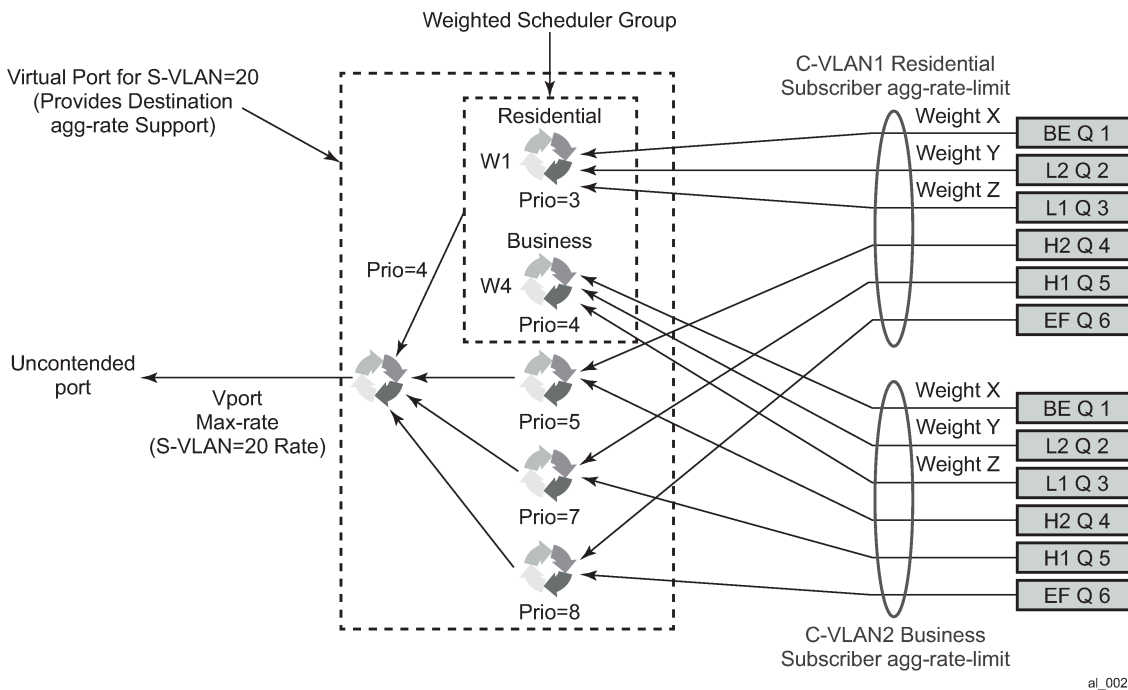 Weighted Scheduler Group
Virtual Port for S-VLAN=20
(Provides Destination
agg-rate Support)
C-VLAN1 Residential
Subscriber agg-rate-limit
Residential
W1
Prio=3
Business
W4
Prio=4
Prio=4
Weight X
BE Q 1
Weight Y
L2 Q 2
Weight Z
L1 Q 3
H2 Q 4
H1 Q 5
EF Q 6
Uncontended
port
Vport
Max-rate
(S-VLAN=20 Rate)
Prio=5
Prio=7
Prio=8
Weight X
BE Q 1
Weight Y
L2 Q 2
Weight Z
L1 Q 3
H2 Q 4
H1 Q 5
EF Q 6
C-VLAN2 Business
Subscriber agg-rate-limit
al_002